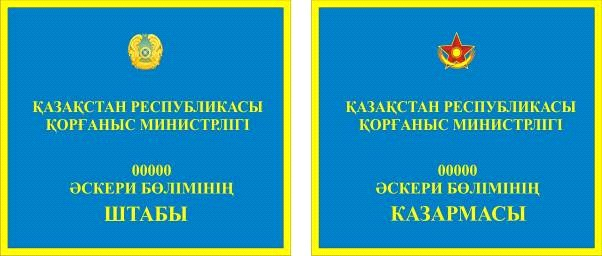 ҚАЗАҚСТАН РЕСПУБЛИКАСЫ
ҚОРҒАНЫС МИНИСТРЛІГІ
00000
ӘСКЕРИ БӨЛІМІНІҢ
ШТАБЫ
ҚАЗАҚСТАН РЕСПУБЛИКАСЫ
ҚОРҒАНЫС МИНИСТРЛІГІ
00000
ӘСКЕРИ БӨЛІМІНІҢ
КАЗАРМАСЫ